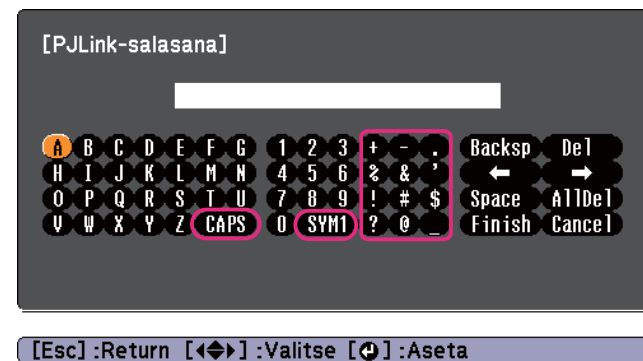 [PJLink-salasana]
A B C D E F G 1 2 3 + - . Backsp Del
H I J K L M N 4 5 6 % & ' ← →
O P Q R S T U 7 8 9 ! # $ Space AllDel
V W X Y Z CAPS 0 SYM1 ? @ _ Finish Cancel
[Esc] :Return [◀◆▶] :Valitse [⏎] :Aseta